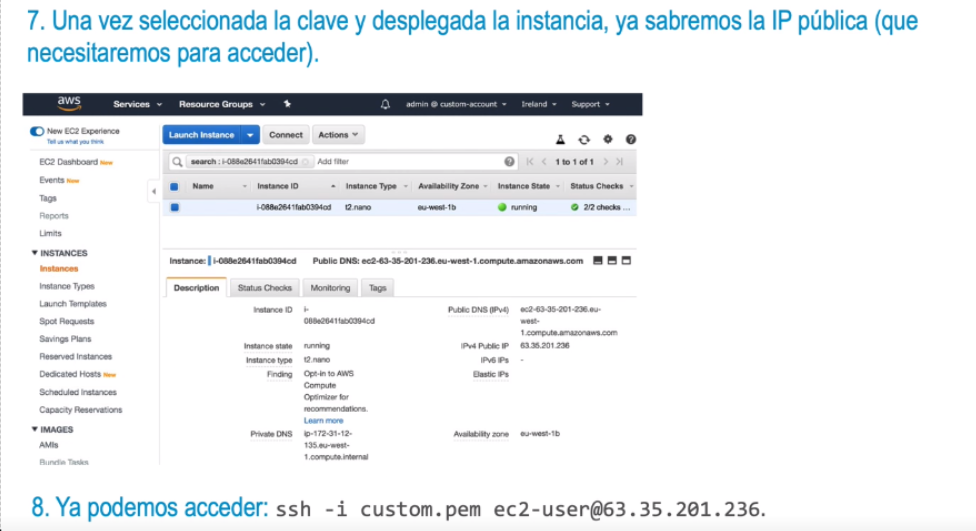 7. Una vez seleccionada la clave y desplegada la instancia, ya sabremos la IP pública (que
necesitaremos para acceder).
aws Services Resource Groups admin @ custom-account Ireland Support
New EC2 Experience
Tell us what you think
Launch Instance Connect Actions
EC2 Dashboard New
Events New
Tags
Reports
Limits
INSTANCES
Instances
Instance Types
Launch Templates
Spot Requests
Savings Plans
Reserved Instances
Dedicated Hosts New
Scheduled Instances
Capacity Reservations
IMAGES
AMIs
Bundle Tasks
search : i-088e2641fab0394cd Add filter 1 to 1 of 1
Name Instance ID Instance Type Availability Zone Instance State Status Checks
i-088e2641fab0394cd t2.nano eu-west-1b running 2/2 checks ...
Instance: i-088e2641fab0394cd Public DNS: ec2-63-35-201-236.eu-west-1.compute.amazonaws.com
Description Status Checks Monitoring Tags
Instance ID i-
088e2641fab0394cd
Instance state running
Instance type t2.nano
Finding Opt-in to AWS
Compute
Optimizer for
recommendations.
Learn more
Private DNS ip-172-31-12-
135.eu-west-
1.compute.internal
Public DNS (IPv4) ec2-63-35-201-236.eu-
west-
1.compute.amazonaws.com
IPv4 Public IP 63.35.201.236
IPv6 IPs -
Elastic IPs
Availability zone eu-west-1b
8. Ya podemos acceder: ssh -i custom.pem ec2-user@63.35.201.236.